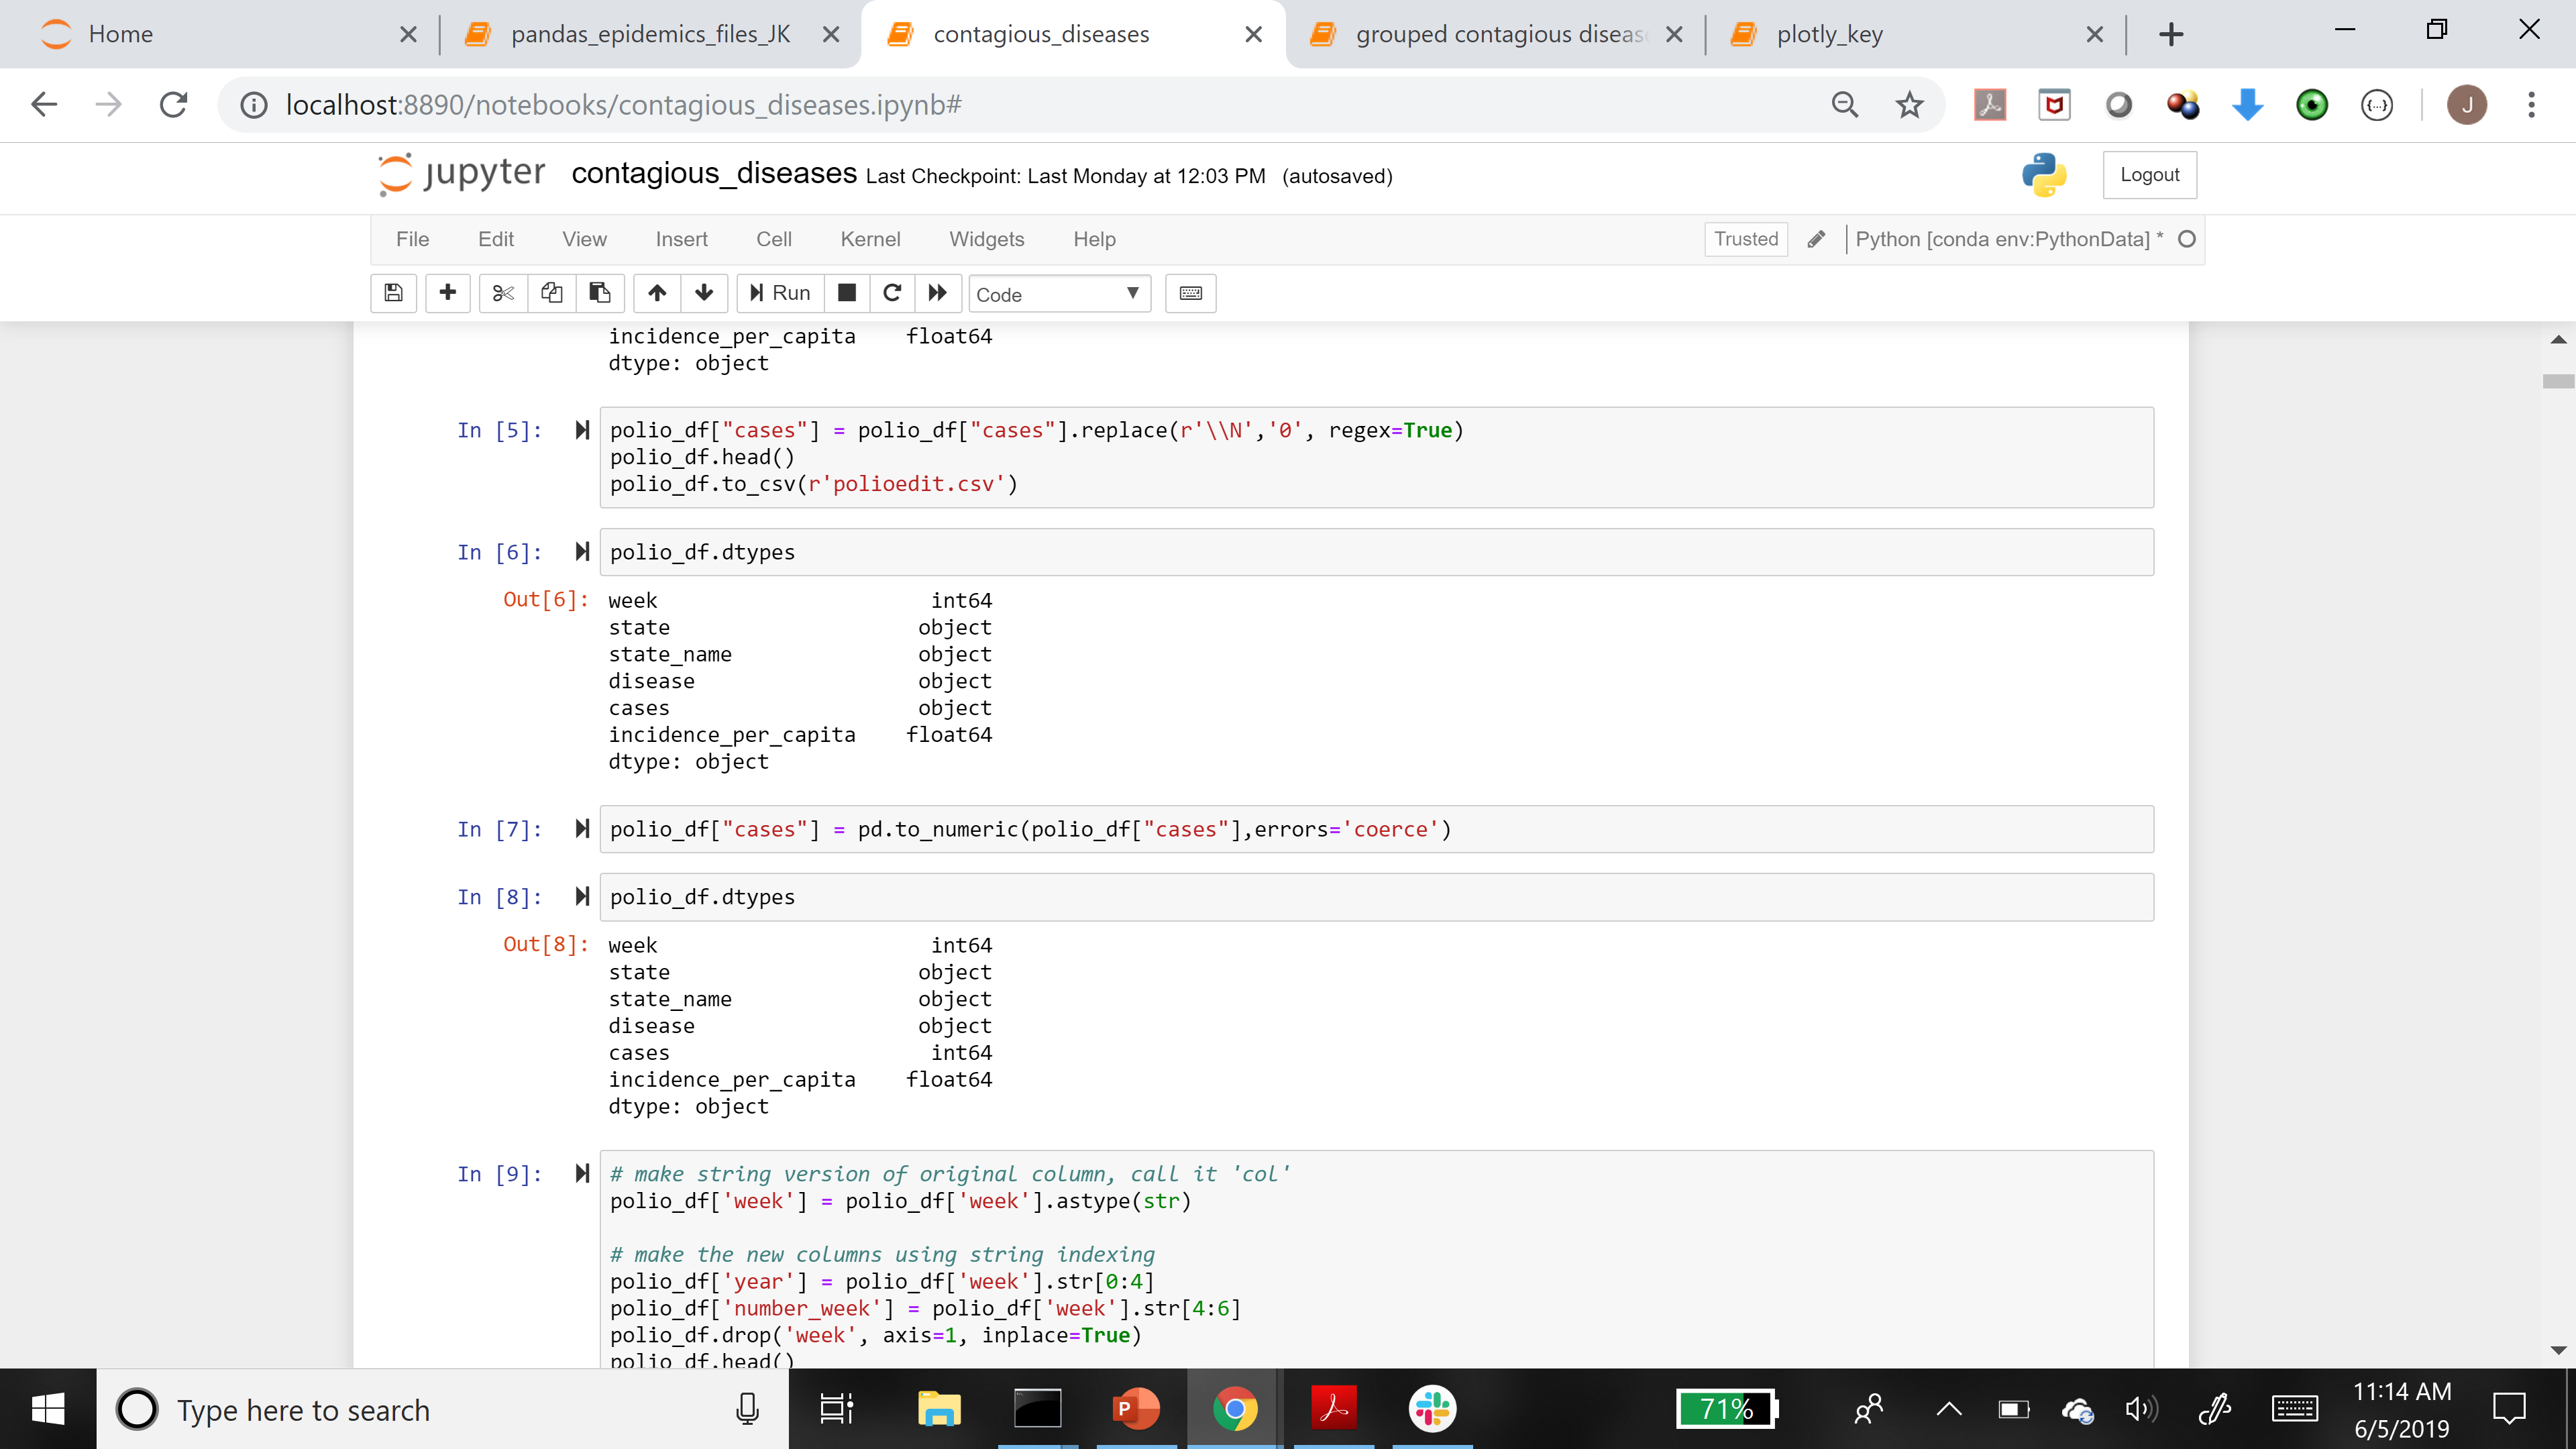 Home
pandas_epidemics_files_JK
contagious_diseases
grouped contagious diseas
plotly_key
localhost:8890/notebooks/contagious_diseases.ipynb#
J
jupyter contagious_diseases Last Checkpoint: Last Monday at 12:03 PM (autosaved)
Logout
File Edit View Insert Cell Kernel Widgets Help
Trusted Python [conda env:PythonData] *
Run Code
incidence_per_capita    float64
dtype: object
In [5]: polio_df["cases"] = polio_df["cases"].replace(r'\\N','0', regex=True)
polio_df.head()
polio_df.to_csv(r'polioedit.csv')
In [6]: polio_df.dtypes
Out[6]: week                      int64
state                    object
state_name               object
disease                  object
cases                    object
incidence_per_capita    float64
dtype: object
In [7]: polio_df["cases"] = pd.to_numeric(polio_df["cases"],errors='coerce')
In [8]: polio_df.dtypes
Out[8]: week                      int64
state                    object
state_name               object
disease                  object
cases                     int64
incidence_per_capita    float64
dtype: object
In [9]: # make string version of original column, call it 'col'
polio_df['week'] = polio_df['week'].astype(str)
# make the new columns using string indexing
polio_df['year'] = polio_df['week'].str[0:4]
polio_df['number_week'] = polio_df['week'].str[4:6]
polio_df.drop('week', axis=1, inplace=True)
polio_df.head()
Type here to search
P
71%
11:14 AM
6/5/2019